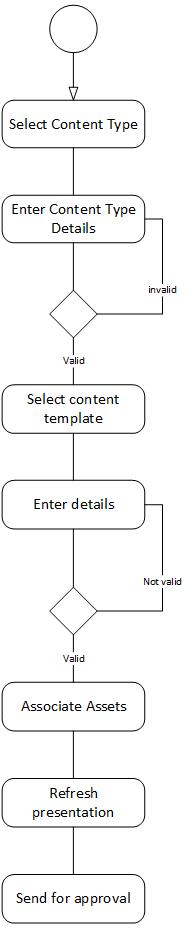 Select Content Type
Enter Content Type
Details
invalid
Valid
Select content
template
Enter details
Not valid
Valid
Associate Assets
Refresh
presentation
Send for approval